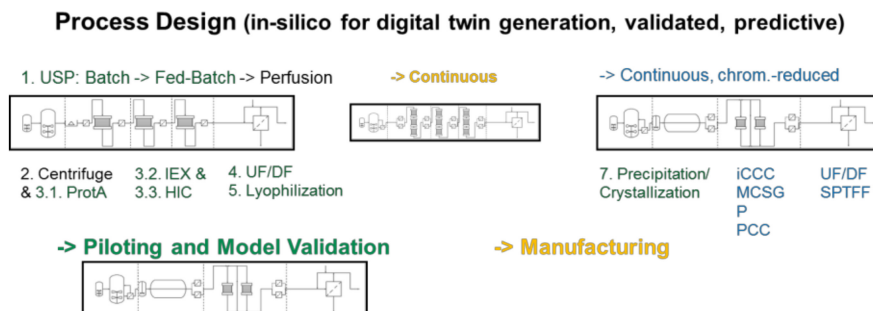 Process Design (in-silico for digital twin generation, validated, predictive)
1. USP: Batch -> Fed-Batch -> Perfusion
-> Continuous
-> Continuous, chrom.-reduced
2. Centrifuge
& 3.1. ProtA
3.2. IEX &
3.3. HIC
4. UF/DF
5. Lyophilization
7. Precipitation/
Crystallization
iCCC
MCSG
P
PCC
UF/DF
SPTFF
-> Piloting and Model Validation
-> Manufacturing